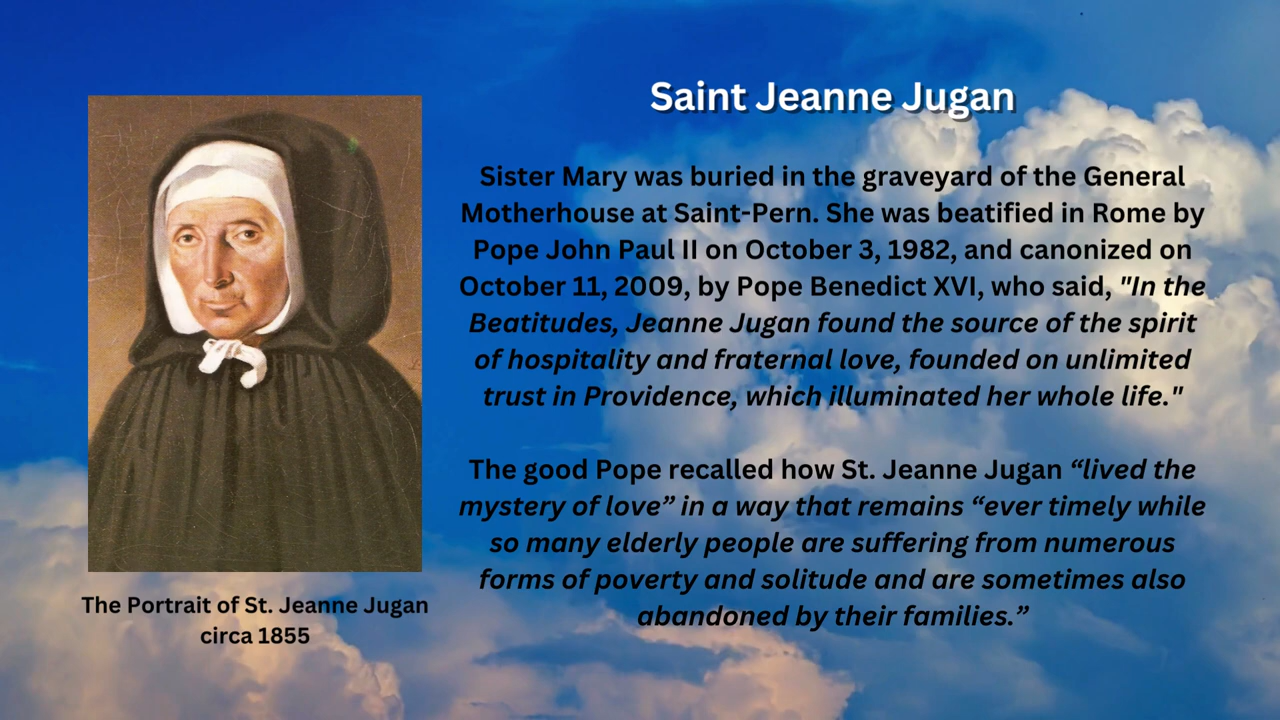 Saint Jeanne Jugan
Sister Mary was buried in the graveyard of the General
Motherhouse at Saint-Pern. She was beatified in Rome by
Pope John Paul II on October 3, 1982, and canonized on
October 11, 2009, by Pope Benedict XVI, who said, "In the
Beatitudes, Jeanne Jugan found the source of the spirit
of hospitality and fraternal love, founded on unlimited
trust in Providence, which illuminated her whole life."
The good Pope recalled how St. Jeanne Jugan “lived the
mystery of love” in a way that remains “ever timely while
so many elderly people are suffering from numerous
forms of poverty and solitude and are sometimes also
abandoned by their families.”
The Portrait of St. Jeanne Jugan
circa 1855